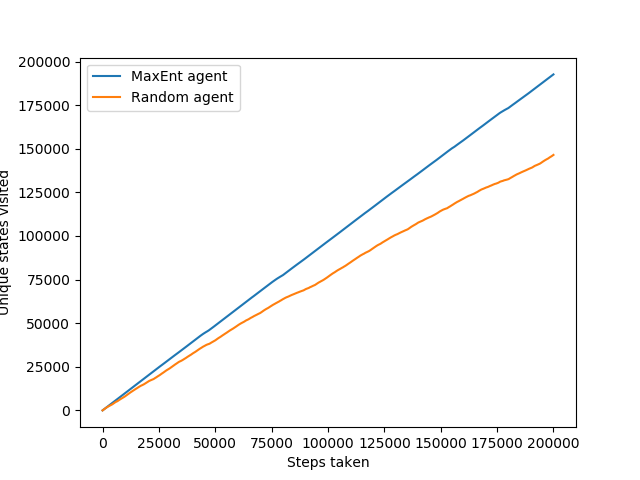 MaxEnt agent
Random agent
200000
175000
150000
125000
100000
75000
50000
25000
0
Unique states visited
0 25000 50000 75000 100000 125000 150000 175000 200000
Steps taken